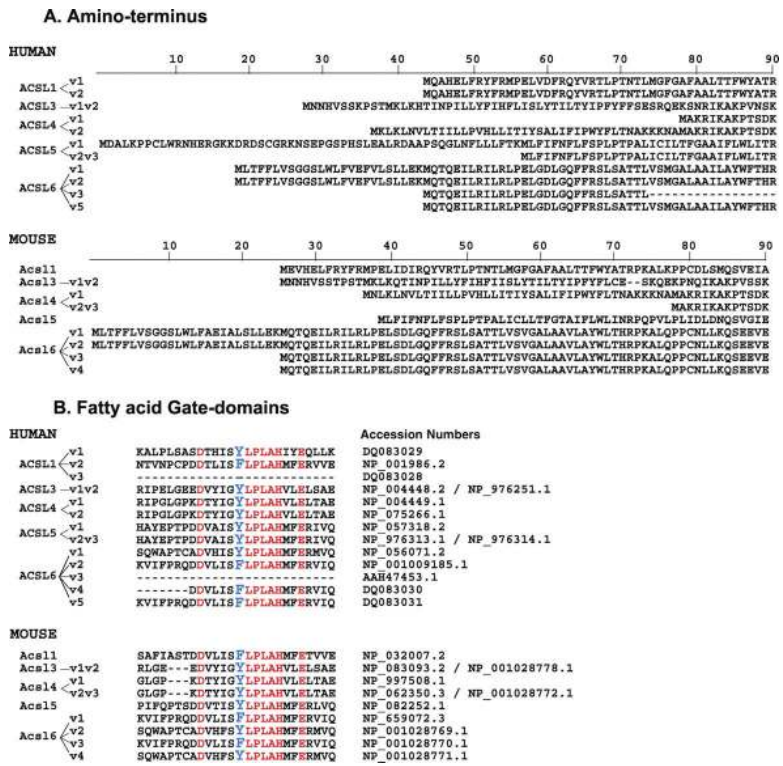 A. Amino-terminus
HUMAN
10 20 30 40 50 60 70 80 90
ACSL1 v1 MQAHELFRYFRMPELVDFRQYVRTLPTNTLMGFGAFAALTTFWYATR
v2 MQAHELFRYFRMPELVDFRQYVRTLPTNTLMGFGAFAALTTFWYATR
ACSL3 v1v2 MNNHVSSKPSTMKLKHTINPILLYFIHFLISLYTILTYIPFYFFSESRQEKSNRIKAKPVNSK
ACSL4 v1 MAKRIKAKPTSDK
v2 MKLKLNVLTIILLPVHLLITIYSALIFIPWYFLTNAKKKNAMAKRIKAKPTSDK
ACSL5 v1 MDALKPPCLWRNHERGKKDRDSCGRKNSEPGSPHSLEALRDAAPSQGLNFLLLFTKMLFIFNFLFSPLPTPALICILTFGAAIFLWLITR
v2v3 MLFIFNFLFSPLPTPALICILTFGAAIFLWLITR
ACSL6 v1 MLTFFLVSGGSLWLFVEFVLSLLEKMQTQEILRILRLPELGDLGQFFRSLSATTLVSMGALAAILAYWFTHR
v2 MLTFFLVSGGSLWLFVEFVLSLLEKMQTQEILRILRLPELGDLGQFFRSLSATTLVSMGALAAILAYWFTHR
v3 MQTQEILRILRLPELGDLGQFFRSLSATTL-----------------
v5 MQTQEILRILRLPELGDLGQFFRSLSATTLVSMGALAAILAYWFTHR
MOUSE
10 20 30 40 50 60 70 80 90
Acsl1 MEVHELFRYFRMPELIDIRQYVRTLPTNTLMGFGAFAALTTFWYATRPKALKPPCDLSMQSVEIA
Acsl3 v1v2 MNNHVSSTPSTMKLKQTINPILLYFIHFIISLYTILTYIPFYFLCE--SKQEKPNQIKAKPVSSK
Acsl4 v1 MNLKLNVLTIILLPVHLLITIYSALIFIPWYFLTNAKKKNAMAKRIKAKPTSDK
v2v3 MAKRIKAKPTSDK
Acsl5 MLFIFNFLFSPLPTPALICLLTFGTAIFLWLINRPQPVLPLIDLDNQSVGIE
Acsl6 v1 MLTFFLVSGGSLWLFAEIALSLLEKMQTQEILRILRLPELSDLGQFFRSLSATTLVSVGALAAVLAYWLTHRPKALQPPCNLLKQSEEVE
v2 MLTFFLVSGGSLWLFAEIALSLLEKMQTQEILRILRLPELSDLGQFFRSLSATTLVSVGALAAVLAYWLTHRPKALQPPCNLLKQSEEVE
v3 MQTQEILRILRLPELSDLGQFFRSLSATTLVSVGALAAVLAYWLTHRPKALQPPCNLLKQSEEVE
v4 MQTQEILRILRLPELSDLGQFFRSLSATTLVSVGALAAVLAYWLTHRPKALQPPCNLLKQSEEVE
B. Fatty acid Gate-domains
HUMAN Accession Numbers
ACSL1 v1 KALPLSASDTHISYLPLAHIYEQLLK DQ083029
v2 NTVNPCPDDTLISFLPLAHMFERVVE NP_001986.2
v3 -------------------------- DQ083028
ACSL3 v1v2 RIPELGEEDVYIGYLPLAHVLELSAE NP_004448.2 / NP_976251.1
ACSL4 v1 RIPGLGPKDTYIGYLPLAHVLELTAE NP_004449.1
v2 RIPGLGPKDTYIGYLPLAHVLELTAE NP_075266.1
ACSL5 v1 HAYEPTPDDVAISYLPLAHMFERIVQ NP_057318.2
v2v3 HAYEPTPDDVAISYLPLAHMFERIVQ NP_976313.1 / NP_976314.1
ACSL6 v1 SQWAPTCADVHISYLPLAHMFERMVQ NP_056071.2
v2 KVIFPRQDDVLISFLPLAHMFERVIQ NP_001009185.1
v3 -------------------------- AAH47453.1
v4 -------DDVLISFLPLAHMFERVIQ DQ083030
v5 KVIFPRQDDVLISFLPLAHMFERVIQ DQ083031
MOUSE
Acsl1 SAFIASTDDVLISFLPLAHMFETVVE NP_032007.2
Acsl3 v1v2 RLGE---EDVYIGYLPLAHVLELSAE NP_083093.2 / NP_001028778.1
Acsl4 v1 GLGP---KDTYIGYLPLAHVLELTAE NP_997508.1
v2v3 GLGP---KDTYIGYLPLAHVLELTAE NP_062350.3 / NP_001028772.1
Acsl5 PIFQPTSDDVTISYLPLAHMFERLVQ NP_082252.1
Acsl6 v1 KVIFPRQDDVLISFLPLAHMFERVIQ NP_659072.3
v2 SQWAPTCADVHFSYLPLAHMFERMVQ NP_001028769.1
v3 KVIFPRQDDVLISFLPLAHMFERVIQ NP_001028770.1
v4 SQWAPTCADVHFSYLPLAHMFERMVQ NP_001028771.1